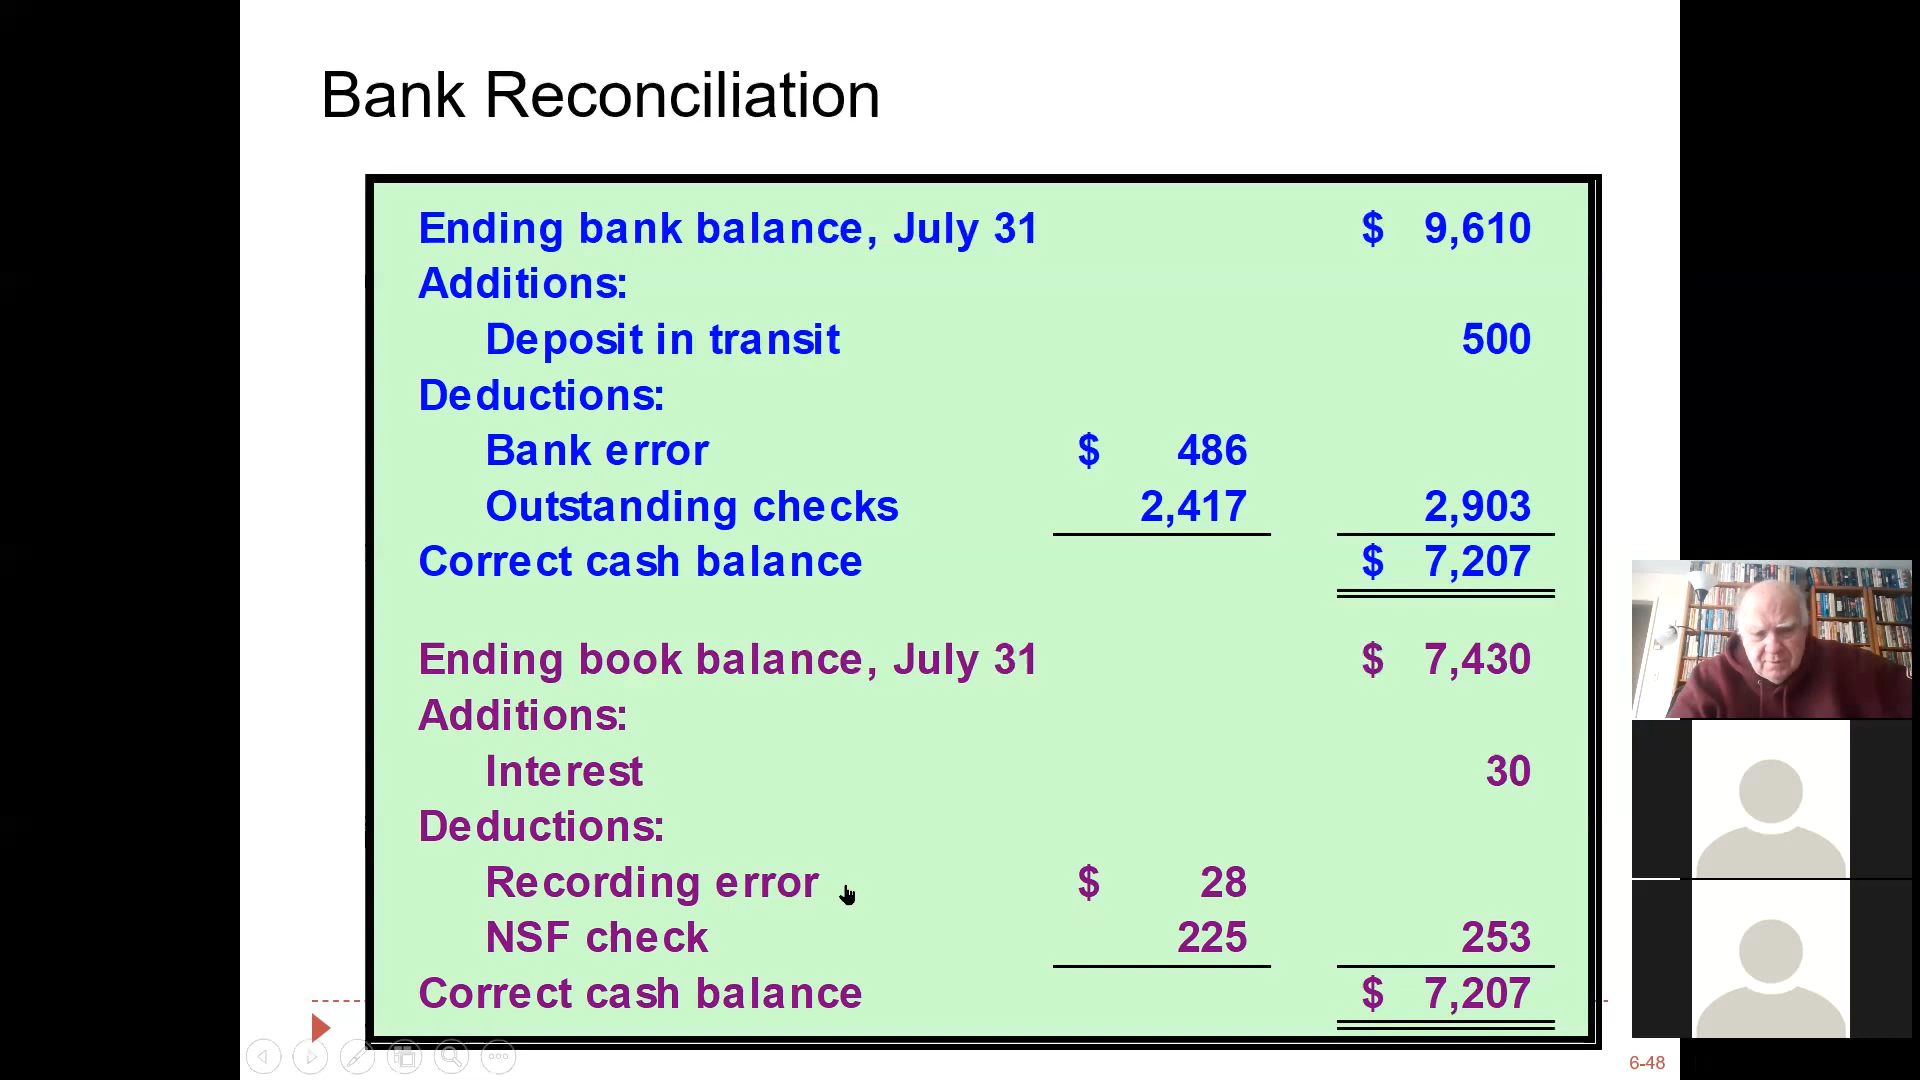 Bank Reconciliation
Ending bank balance, July 31 $ 9,610
Additions:
Deposit in transit 500
Deductions:
Bank error $ 486
Outstanding checks 2,417 2,903
Correct cash balance $ 7,207
Ending book balance, July 31 $ 7,430
Additions:
Interest 30
Deductions:
Recording error $ 28
NSF check 225 253
Correct cash balance $ 7,207
6-48